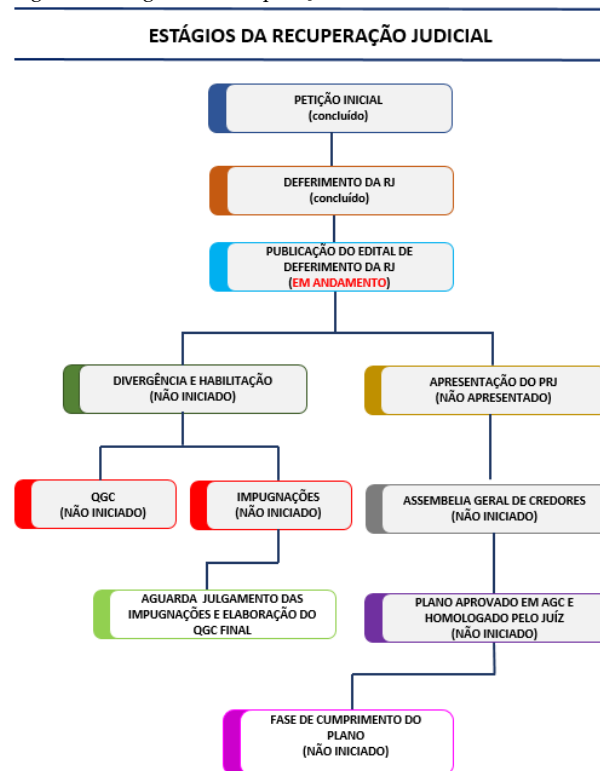 ESTÁGIOS DA RECUPERAÇÃO JUDICIAL
PETIÇÃO INICIAL
(concluído)
DEFERIMENTO DA RJ
(concluído)
PUBLICAÇÃO DO EDITAL DE
DEFERIMENTO DA RJ
(EM ANDAMENTO)
DIVERGÊNCIA E HABILITAÇÃO
(NÃO INICIADO)
APRESENTAÇÃO DO PRJ
(NÃO APRESENTADO)
QGC
(NÃO INICIADO)
IMPUGNAÇÕES
(NÃO INICIADO)
ASSEMBELIA GERAL DE CREDORES
(NÃO INICIADO)
AGUARDA JULGAMENTO DAS
IMPUGNAÇÕES E ELABORAÇÃO DO
QGC FINAL
PLANO APROVADO EM AGC E
HOMOLOGADO PELO JUÍZ
(NÃO INICIADO)
FASE DE CUMPRIMENTO DO
PLANO
(NÃO INICIADO)